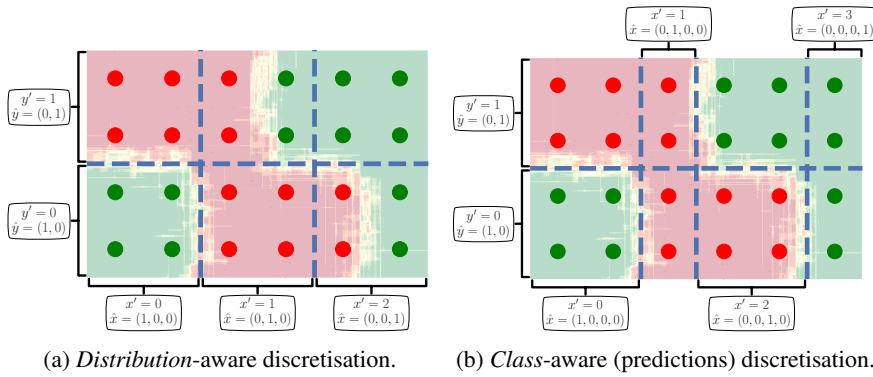 x′ = 1
x̂ = (0, 1, 0, 0)
x′ = 3
x̂ = (0, 0, 0, 1)
y′ = 1
ŷ = (0, 1)
y′ = 0
ŷ = (1, 0)
x′ = 0
x̂ = (1, 0, 0)
x′ = 1
x̂ = (0, 1, 0)
x′ = 2
x̂ = (0, 0, 1)
y′ = 1
ŷ = (0, 1)
y′ = 0
ŷ = (1, 0)
x′ = 0
x̂ = (1, 0, 0, 0)
x′ = 2
x̂ = (0, 0, 1, 0)
(a) Distribution-aware discretisation.
(b) Class-aware (predictions) discretisation.